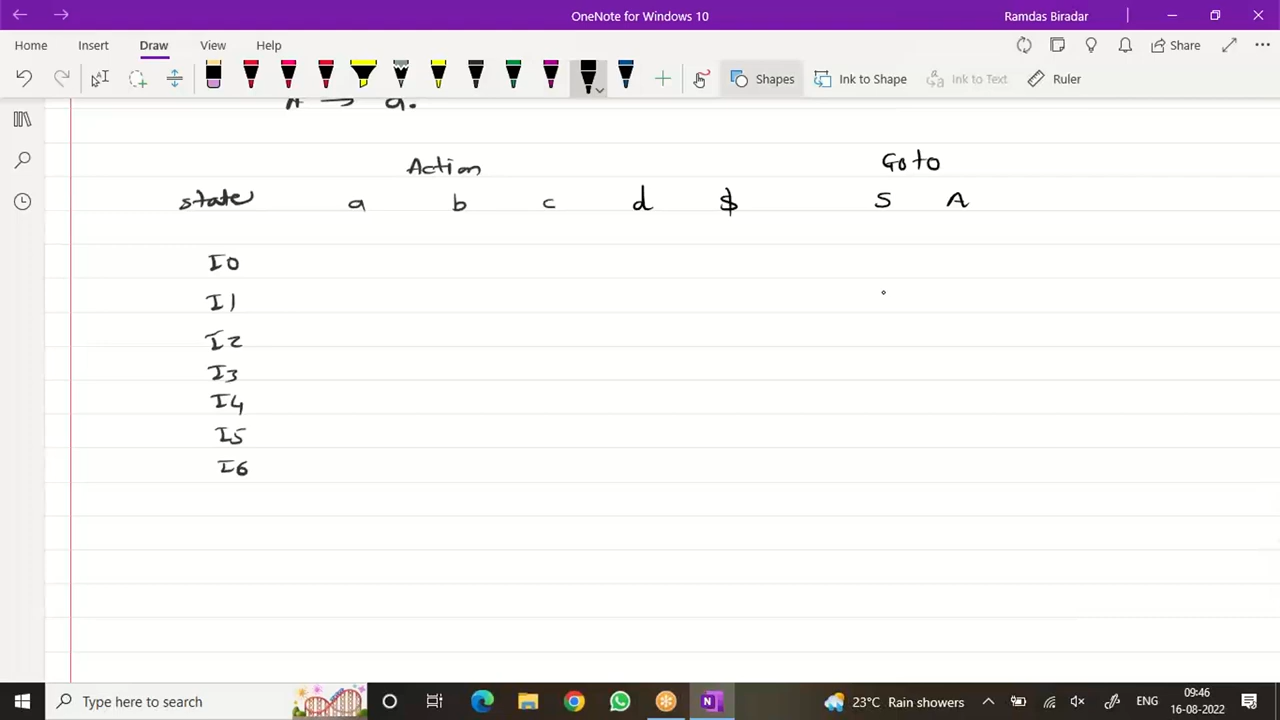 OneNote for Windows 10
Ramdas Biradar
Home Insert Draw View Help
Share
Shapes Ink to Shape Ink to Text Ruler
A → a.
Action Goto
state a b c d $ S A
I0
I1
I2
I3
I4
I5
I6
Type here to search
23°C Rain showers
ENG
09:46
16-08-2022